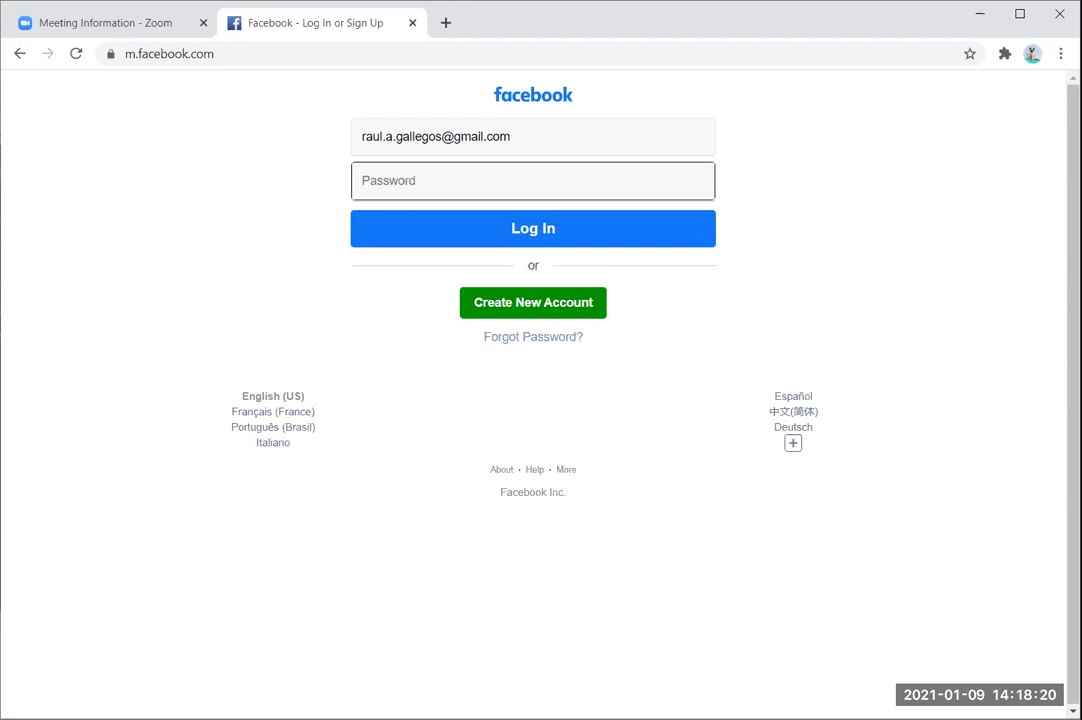 Meeting Information - Zoom
Facebook - Log In or Sign Up
m.facebook.com
facebook
raul.a.gallegos@gmail.com
Password
Log In
or
Create New Account
Forgot Password?
English (US)
Español
Français (France)
中文(简体)
Português (Brasil)
Deutsch
Italiano
About · Help · More
Facebook Inc.
2021-01-09 14:18:20